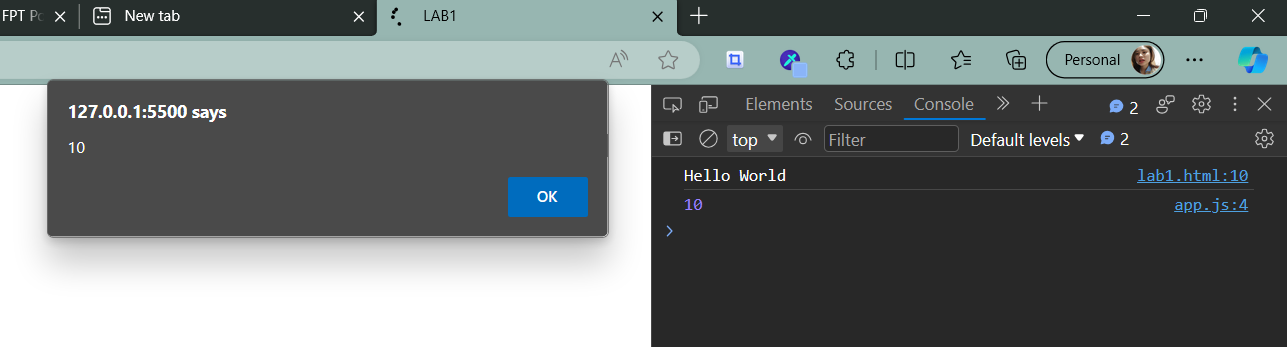 FPT Po
New tab
LAB1
Personal
127.0.0.1:5500 says
10
OK
Elements Sources Console 2
top Filter Default levels 2
Hello World lab1.html:10
10 app.js:4